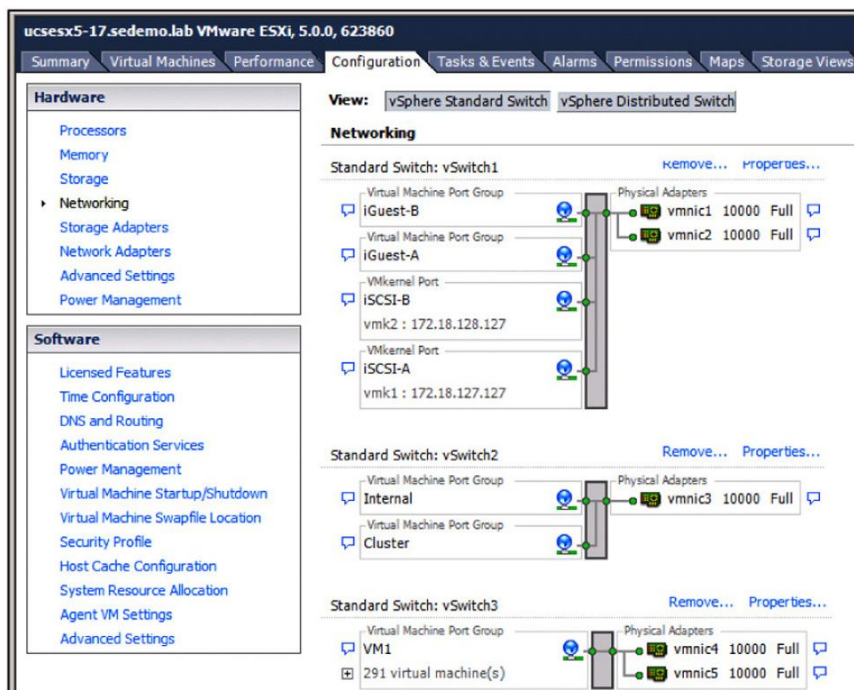 ucsesx5-17.sedemo.lab VMware ESXi, 5.0.0, 623860
Summary Virtual Machines Performance Configuration Tasks & Events Alarms Permissions Maps Storage Views
Hardware
Processors
Memory
Storage
Networking
Storage Adapters
Network Adapters
Advanced Settings
Power Management
Software
Licensed Features
Time Configuration
DNS and Routing
Authentication Services
Power Management
Virtual Machine Startup/Shutdown
Virtual Machine Swapfile Location
Security Profile
Host Cache Configuration
System Resource Allocation
Agent VM Settings
Advanced Settings
View: vSphere Standard Switch vSphere Distributed Switch
Networking
Standard Switch: vSwitch1 Remove... Properties...
Virtual Machine Port Group Physical Adapters
iGuest-B vmnic1 10000 Full
vmnic2 10000 Full
Virtual Machine Port Group
iGuest-A
VMkernel Port
iSCSI-B
vmk2 : 172.18.128.127
VMkernel Port
iSCSI-A
vmk1 : 172.18.127.127
Standard Switch: vSwitch2 Remove... Properties...
Virtual Machine Port Group Physical Adapters
Internal vmnic3 10000 Full
Virtual Machine Port Group
Cluster
Standard Switch: vSwitch3 Remove... Properties...
Virtual Machine Port Group Physical Adapters
VM1 vmnic4 10000 Full
291 virtual machine(s) vmnic5 10000 Full